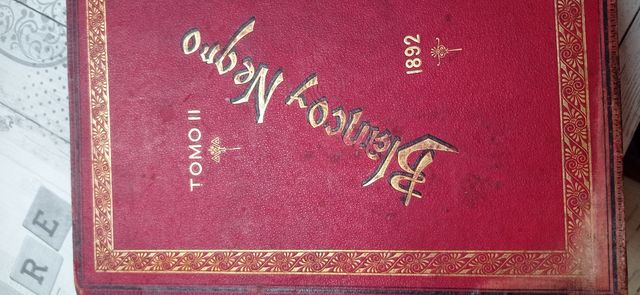 Blanco y Negro
TOMO II
1892
R E